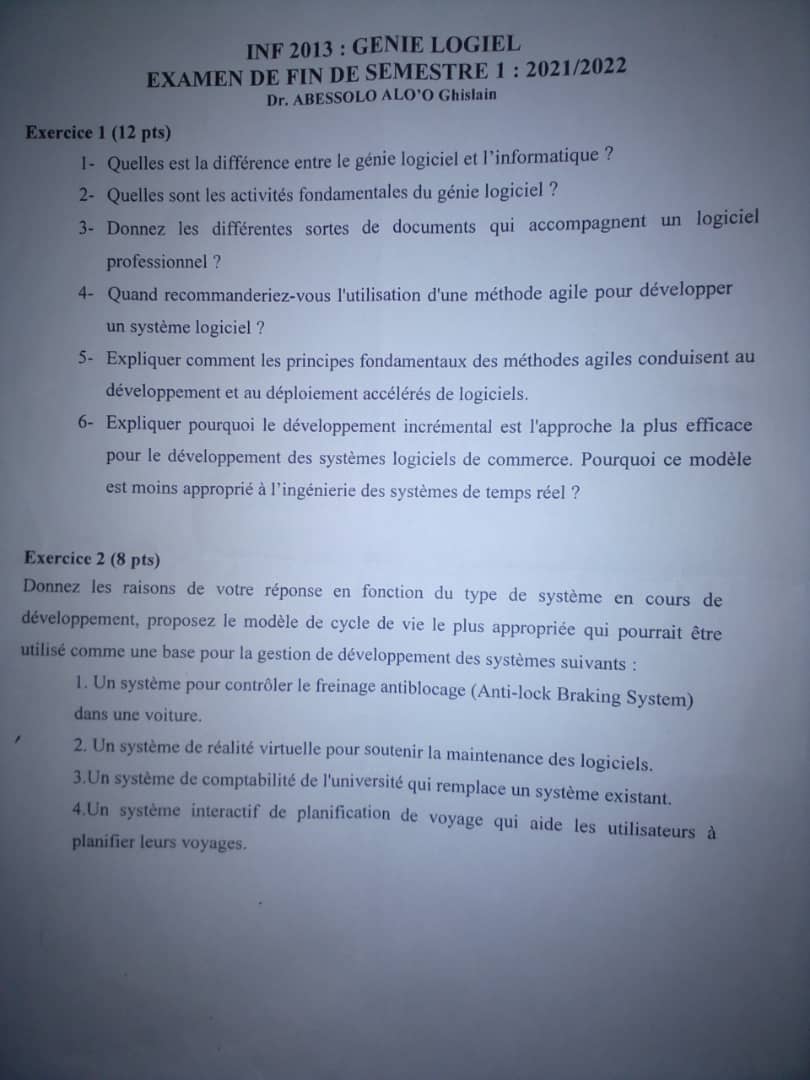 INF 2013 : GENIE LOGIEL
EXAMEN DE FIN DE SEMESTRE 1 : 2021/2022
Dr. ABESSOLO ALO'O Ghislain
Exercice 1 (12 pts)
1- Quelles est la différence entre le génie logiciel et l'informatique ?
2- Quelles sont les activités fondamentales du génie logiciel ?
3- Donnez les différentes sortes de documents qui accompagnent un logiciel
professionnel ?
4- Quand recommanderiez-vous l'utilisation d'une méthode agile pour développer
un système logiciel ?
5- Expliquer comment les principes fondamentaux des méthodes agiles conduisent au
développement et au déploiement accélérés de logiciels.
6- Expliquer pourquoi le développement incrémental est l'approche la plus efficace
pour le développement des systèmes logiciels de commerce. Pourquoi ce modèle
est moins approprié à l'ingénierie des systèmes de temps réel ?
Exercice 2 (8 pts)
Donnez les raisons de votre réponse en fonction du type de système en cours de
développement, proposez le modèle de cycle de vie le plus appropriée qui pourrait être
utilisé comme une base pour la gestion de développement des systèmes suivants :
1. Un système pour contrôler le freinage antiblocage (Anti-lock Braking System)
dans une voiture.
2. Un système de réalité virtuelle pour soutenir la maintenance des logiciels.
3.Un système de comptabilité de l'université qui remplace un système existant.
4.Un système interactif de planification de voyage qui aide les utilisateurs à
planifier leurs voyages.